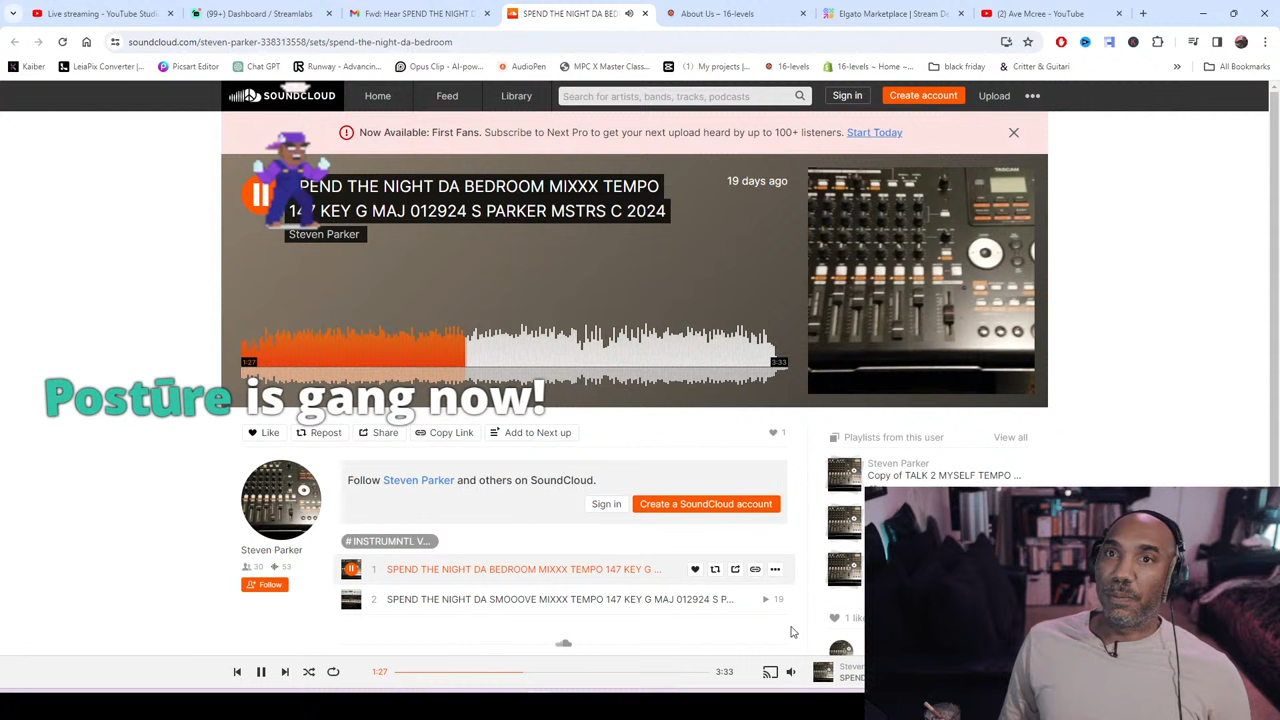 Live streaming - YouTube Studi
(99+) Dashboard / Streamlabs
Fwd: Hear SPEND THE NIGHT D
SPEND THE NIGHT DA BED
About Us – 16-levels
Elgato Marketplace | Stream De
(2) Ave Mcree - YouTube
soundcloud.com/steven-parker-338313558/sets/spend-the-night-da-bedroom
Kaiber
LeiaPix Converter |...
Picsart Editor
Chat GPT
Runway - Advancin...
Opus Clip - AI-pow...
AudioPen
MPC X Master Class...
(1) My projects |...
16-levels
16-levels ~ Home ~...
black friday
Critter & Guitari
All Bookmarks
SOUNDCLOUD
Home
Feed
Library
Search for artists, bands, tracks, podcasts
Sign in
Create account
Upload
Now Available: First Fans. Subscribe to Next Pro to get your next upload heard by up to 100+ listeners. Start Today
PEND THE NIGHT DA BEDROOM MIXXX TEMPO
147 KEY G MAJ 012924 S PARKER MSTRS C 2024
Steven Parker
19 days ago
TASCAM
1:27
3:33
Postūre is gang now!
Like
Repost
Share
Copy Link
Add to Next up
1
Follow Steven Parker and others on SoundCloud.
Sign in
Create a SoundCloud account
Steven Parker
30
53
Follow
# INSTRUMNTL V...
1 SPEND THE NIGHT DA BEDROOM MIXXX TEMPO 147 KEY G ...
2 SPEND THE NIGHT DA SMOOOVE MIXXX TEMPO 147 KEY G MAJ 012924 S P...
19
Playlists from this user
View all
Steven Parker
Copy of TALK 2 MYSELF TEMPO ...
1 like
1:27
3:33
Steven
SPEND